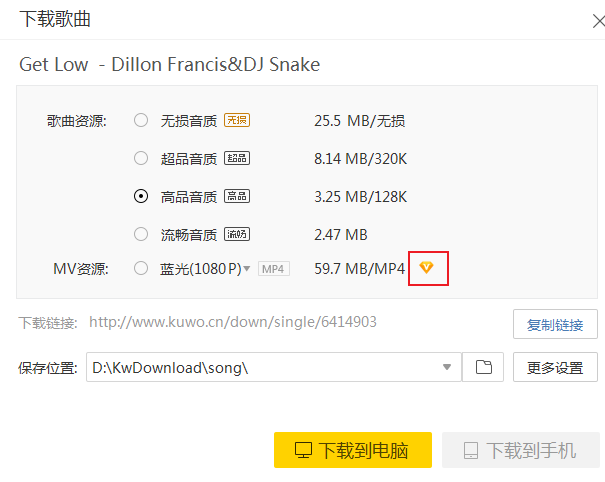 下载歌曲
Get Low - Dillon Francis&DJ Snake
歌曲资源: 无损音质 无损 25.5 MB/无损
超品音质 超品 8.14 MB/320K
高品音质 高品 3.25 MB/128K
流畅音质 流畅 2.47 MB
MV资源: 蓝光(1080P) MP4 59.7 MB/MP4 V
下载链接: http://www.kuwo.cn/down/single/6414903 复制链接
保存位置: D:\KwDownload\song\ 更多设置
下载到电脑 下载到手机